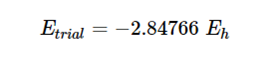 E_trial = −2.84766 E_h